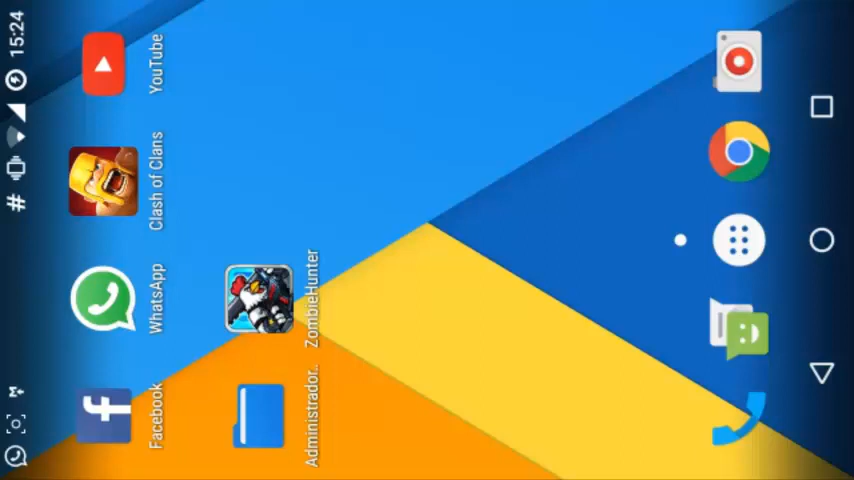 # 15:24
Facebook
WhatsApp
Clash of Clans
YouTube
Administrador..
ZombieHunter